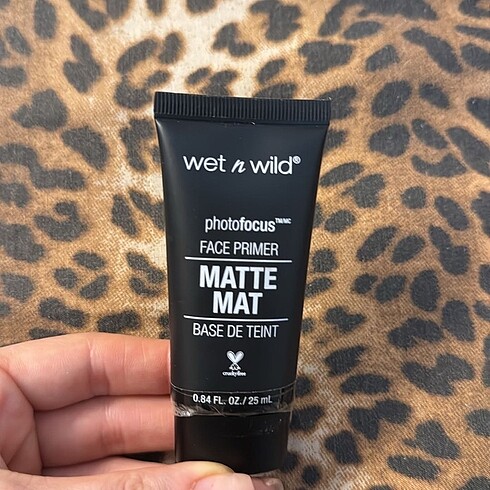 wet n wild®
photofocus™/MC
FACE PRIMER
MATTE
MAT
BASE DE TEINT
crueltyfree
0.84 FL. OZ./ 25 mL